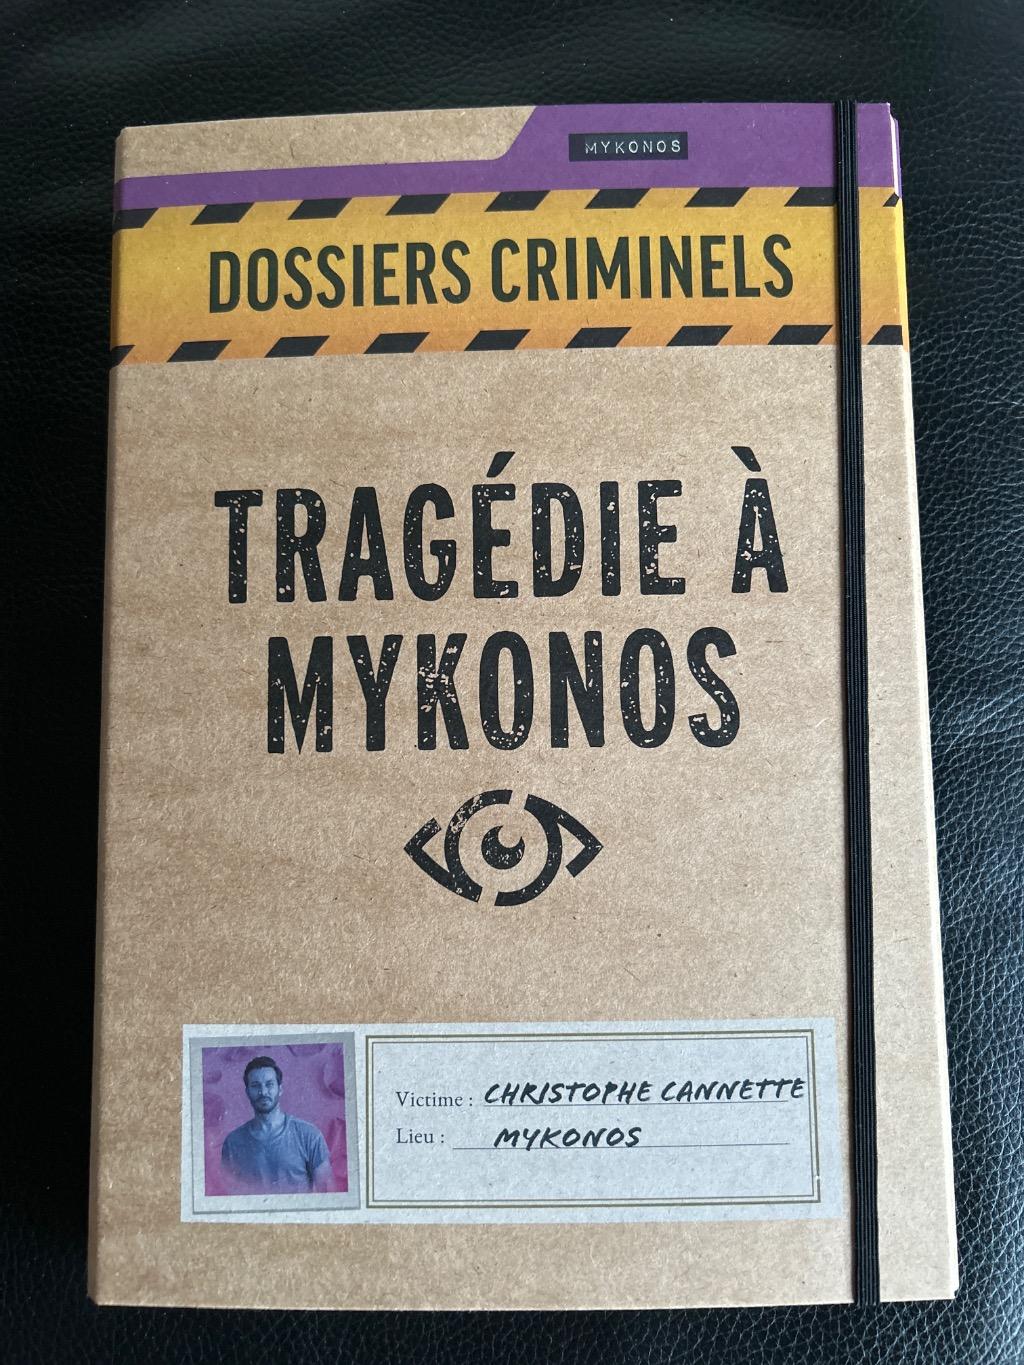 MYKONOS
DOSSIERS CRIMINELS
TRAGÉDIE À
MYKONOS
Victime : CHRISTOPHE CANNETTE
Lieu : MYKONOS